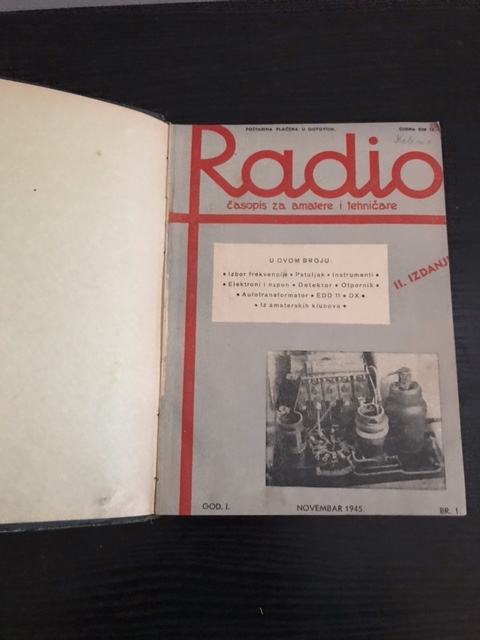 POŠTARINA PLAĆENA U GOTOVOM.
Radio
časopis za amatere i tehničare
U OVOM BROJU:
• Izbor frekvencije • Patuljak • Instrumenti •
• Elektroni i napon • Detektor • Otpornik •
• Autotransformator • EDD 11 • DX •
• Iz amaterskih klubova •
II. IZDANJE
GOD. I.
NOVEMBAR 1945.
BR. 1.